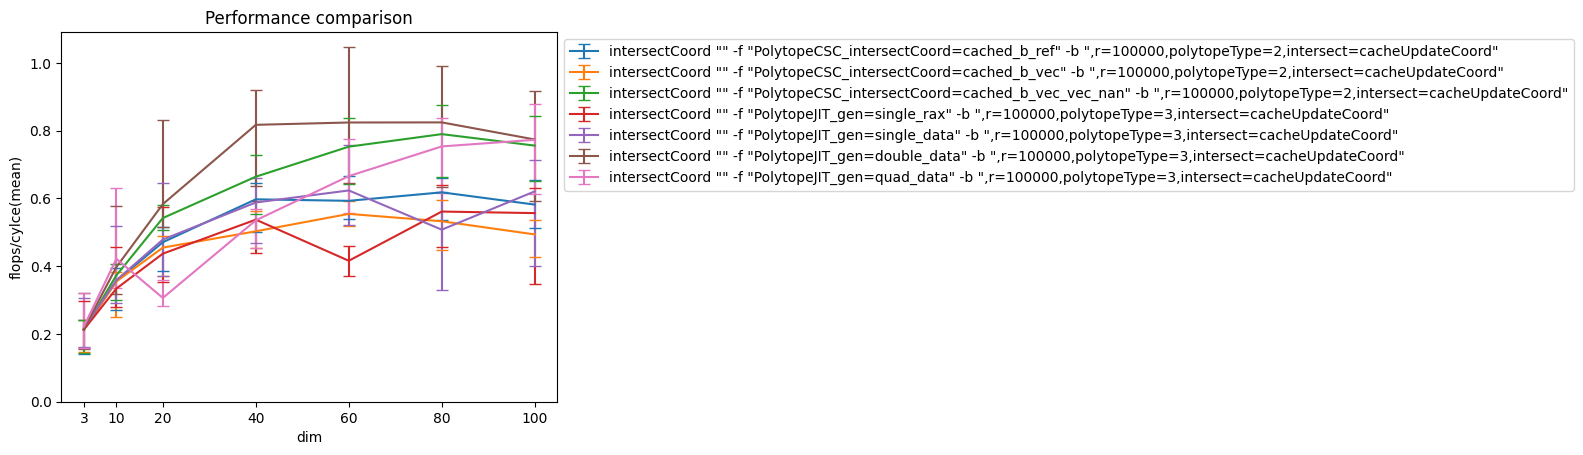 Performance comparison
flops/cylce(mean)
1.0
0.8
0.6
0.4
0.2
0.0
3 10 20 40 60 80 100
dim
intersectCoord "" -f "PolytopeCSC_intersectCoord=cached_b_ref" -b ",r=100000,polytopeType=2,intersect=cacheUpdateCoord"
intersectCoord "" -f "PolytopeCSC_intersectCoord=cached_b_vec" -b ",r=100000,polytopeType=2,intersect=cacheUpdateCoord"
intersectCoord "" -f "PolytopeCSC_intersectCoord=cached_b_vec_vec_nan" -b ",r=100000,polytopeType=2,intersect=cacheUpdateCoord"
intersectCoord "" -f "PolytopeJIT_gen=single_rax" -b ",r=100000,polytopeType=3,intersect=cacheUpdateCoord"
intersectCoord "" -f "PolytopeJIT_gen=single_data" -b ",r=100000,polytopeType=3,intersect=cacheUpdateCoord"
intersectCoord "" -f "PolytopeJIT_gen=double_data" -b ",r=100000,polytopeType=3,intersect=cacheUpdateCoord"
intersectCoord "" -f "PolytopeJIT_gen=quad_data" -b ",r=100000,polytopeType=3,intersect=cacheUpdateCoord"